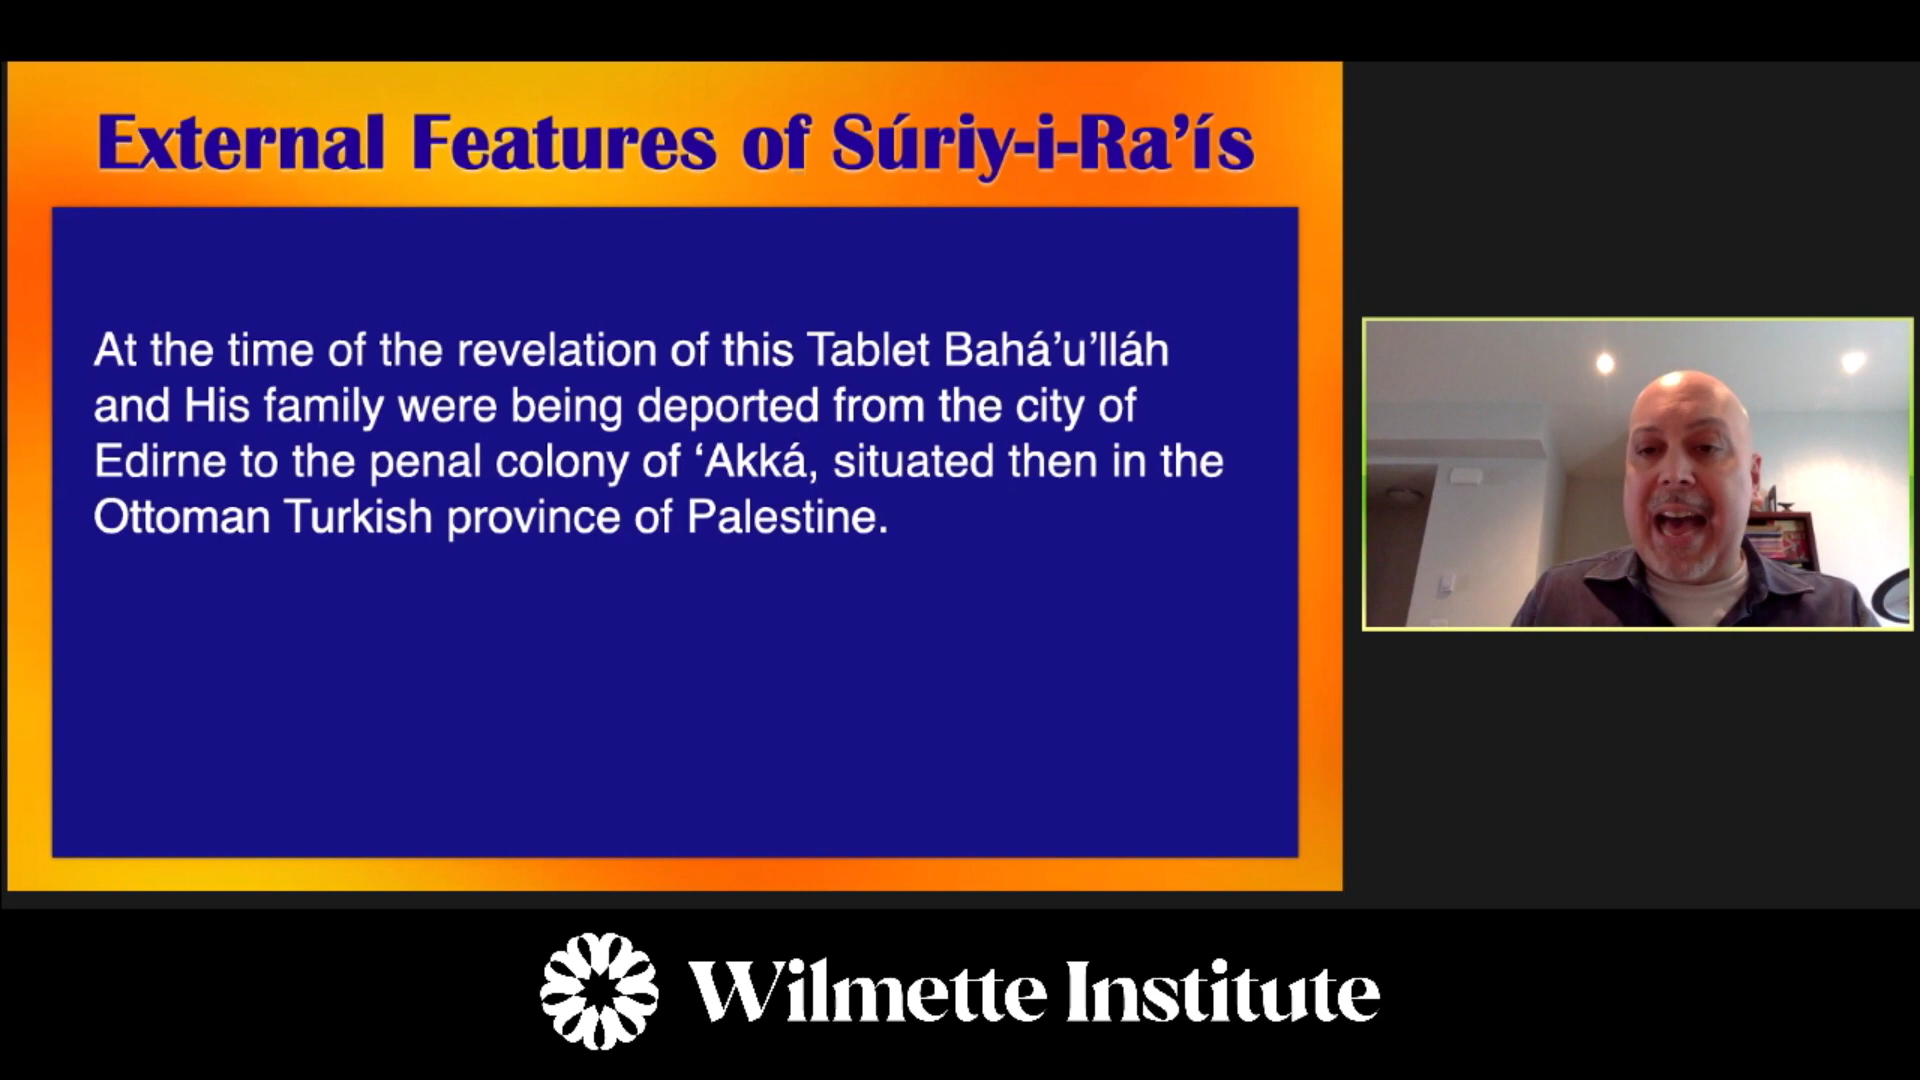 External Features of Súriy-i-Ra’ís
At the time of the revelation of this Tablet Bahá’u’lláh
and His family were being deported from the city of
Edirne to the penal colony of ‘Akká, situated then in the
Ottoman Turkish province of Palestine.
Wilmette Institute